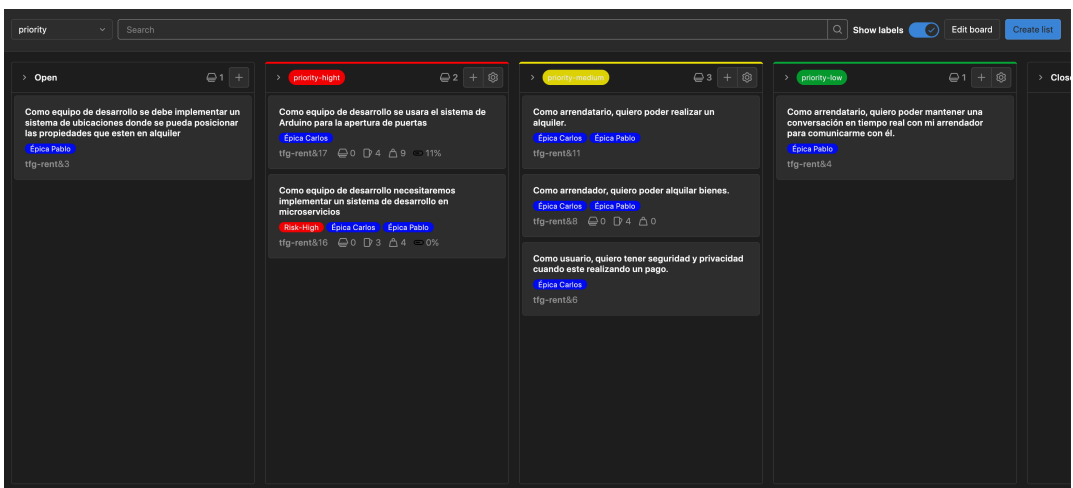 priority
Search
Show labels
Edit board
Create list
Open
1
Como equipo de desarrollo se debe implementar un
sistema de ubicaciones donde se pueda posicionar
las propiedades que esten en alquiler
Épica Pablo
tfg-rent&3
priority-hight
2
Como equipo de desarrollo se usara el sistema de
Arduino para la apertura de puertas
Épica Carlos
tfg-rent&17 0 4 9 11%
Como equipo de desarrollo necesitaremos
implementar un sistema de desarrollo en
microservicios
Risk-High Épica Carlos Épica Pablo
tfg-rent&16 0 3 4 0%
priority-medium
3
Como arrendatario, quiero poder realizar un
alquiler.
Épica Carlos Épica Pablo
tfg-rent&11
Como arrendador, quiero poder alquilar bienes.
Épica Carlos Épica Pablo
tfg-rent&8 0 4 0
Como usuario, quiero tener seguridad y privacidad
cuando este realizando un pago.
Épica Carlos
tfg-rent&6
priority-low
1
Como arrendatario, quiero poder mantener una
conversación en tiempo real con mi arrendador
para comunicarme con él.
Épica Pablo
tfg-rent&4
Close